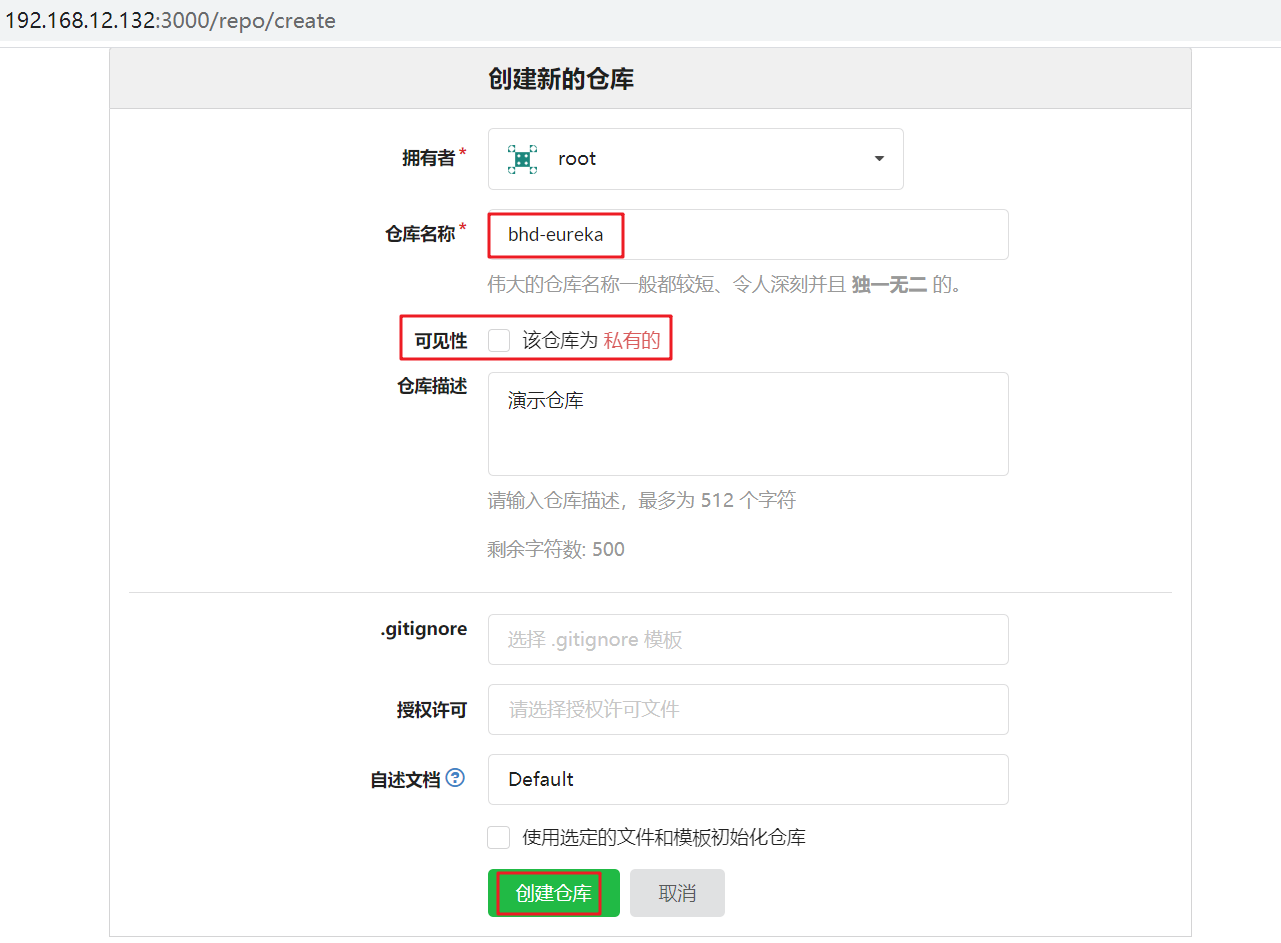 192.168.12.132:3000/repo/create
创建新的仓库
拥有者* root
仓库名称* bhd-eureka
伟大的仓库名称一般都较短、令人深刻并且 独一无二 的。
可见性 该仓库为 私有的
仓库描述 演示仓库
请输入仓库描述，最多为 512 个字符
剩余字符数: 500
.gitignore 选择 .gitignore 模板
授权许可 请选择授权许可文件
自述文档 ? Default
使用选定的文件和模板初始化仓库
创建仓库 取消